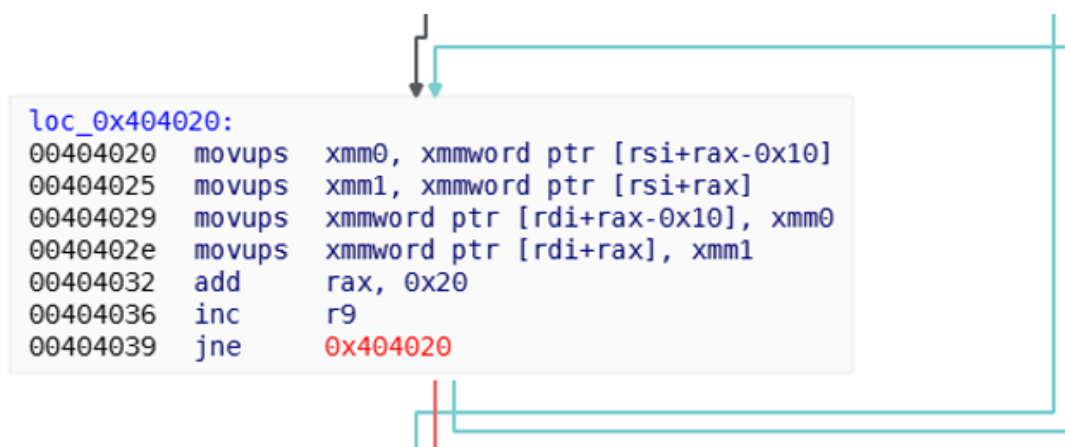 loc_0x404020:
00404020 movups xmm0, xmmword ptr [rsi+rax-0x10]
00404025 movups xmm1, xmmword ptr [rsi+rax]
00404029 movups xmmword ptr [rdi+rax-0x10], xmm0
0040402e movups xmmword ptr [rdi+rax], xmm1
00404032 add rax, 0x20
00404036 inc r9
00404039 jne 0x404020